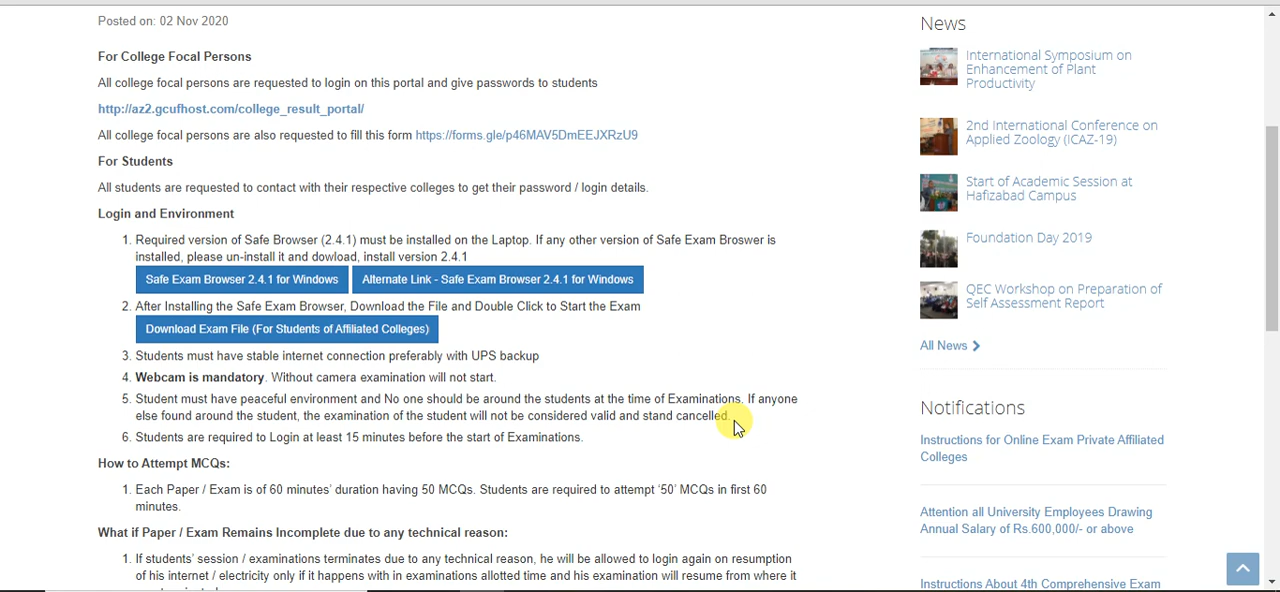 Posted on: 02 Nov 2020
For College Focal Persons
All college focal persons are requested to login on this portal and give passwords to students
http://az2.gcufhost.com/college_result_portal/
All college focal persons are also requested to fill this form https://forms.gle/p46MAV5DmEEJXRzU9
For Students
All students are requested to contact with their respective colleges to get their password / login details.
Login and Environment
1. Required version of Safe Browser (2.4.1) must be installed on the Laptop. If any other version of Safe Exam Broswer is
installed, please un-install it and dowload, install version 2.4.1
Safe Exam Browser 2.4.1 for Windows
Alternate Link - Safe Exam Browser 2.4.1 for Windows
2. After Installing the Safe Exam Browser, Download the File and Double Click to Start the Exam
Download Exam File (For Students of Affiliated Colleges)
3. Students must have stable internet connection preferably with UPS backup
4. Webcam is mandatory. Without camera examination will not start.
5. Student must have peaceful environment and No one should be around the students at the time of Examinations. If anyone
else found around the student, the examination of the student will not be considered valid and stand cancelled.
6. Students are required to Login at least 15 minutes before the start of Examinations.
How to Attempt MCQs:
1. Each Paper / Exam is of 60 minutes' duration having 50 MCQs. Students are required to attempt '50' MCQs in first 60
minutes.
What if Paper / Exam Remains Incomplete due to any technical reason:
1. If students' session / examinations terminates due to any technical reason, he will be allowed to login again on resumption
of his internet / electricity only if it happens with in examinations allotted time and his examination will resume from where it
News
International Symposium on
Enhancement of Plant
Productivity
2nd International Conference on
Applied Zoology (ICAZ-19)
Start of Academic Session at
Hafizabad Campus
Foundation Day 2019
QEC Workshop on Preparation of
Self Assessment Report
All News
Notifications
Instructions for Online Exam Private Affiliated
Colleges
Attention all University Employees Drawing
Annual Salary of Rs.600,000/- or above
Instructions About 4th Comprehensive Exam